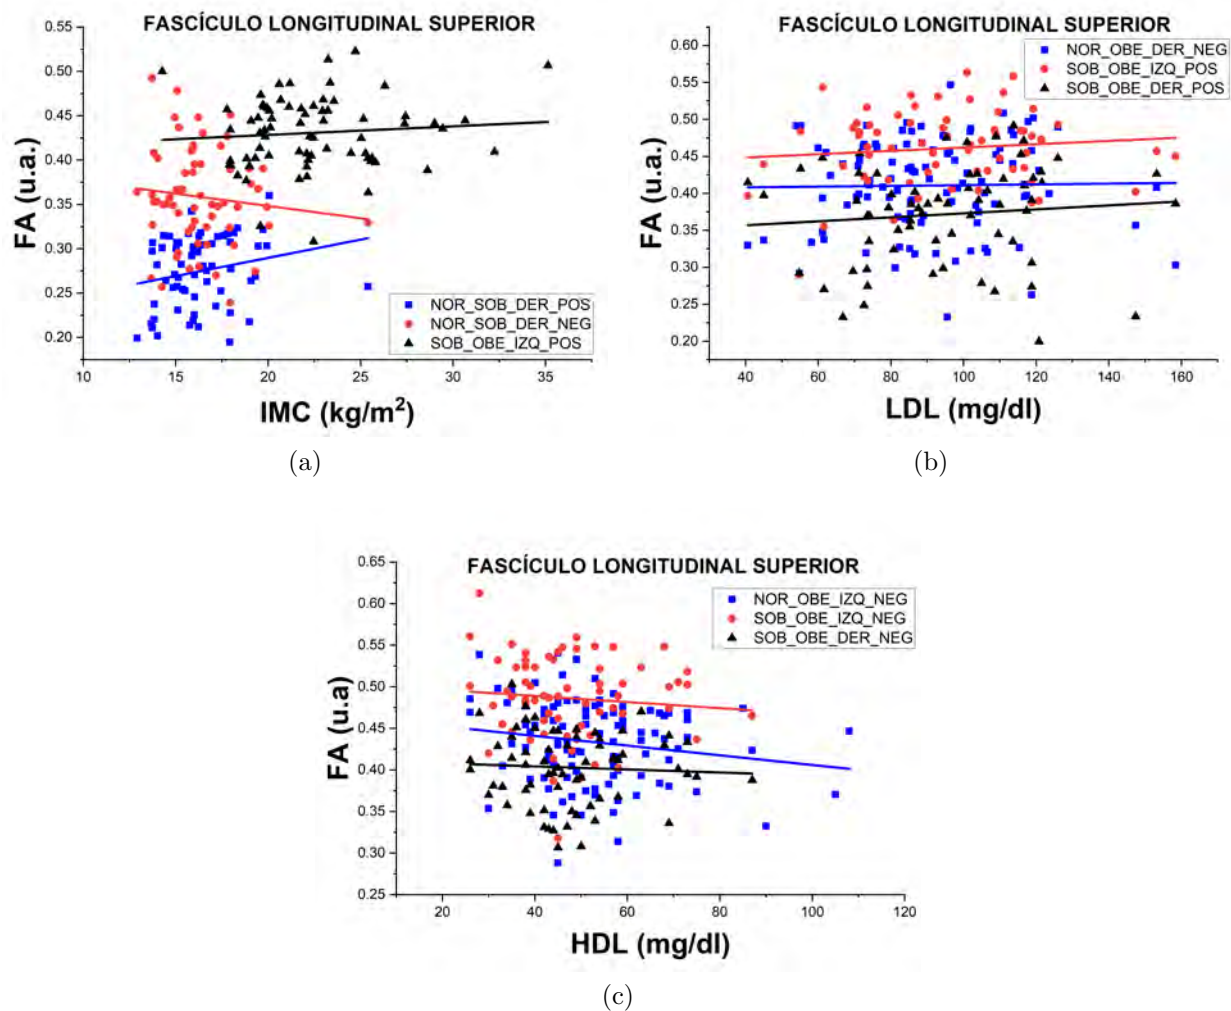 FASCÍCULO LONGITUDINAL SUPERIOR
0.55
0.50
0.45
0.40
0.35
0.30
0.25
0.20
FA (u.a.)
NOR_SOB_DER_POS
NOR_SOB_DER_NEG
SOB_OBE_IZQ_POS
10 15 20 25 30 35
IMC (kg/m²)
(a)
FASCÍCULO LONGITUDINAL SUPERIOR
0.60
0.55
0.50
0.45
0.40
0.35
0.30
0.25
0.20
FA (u.a.)
NOR_OBE_DER_NEG
SOB_OBE_IZQ_POS
SOB_OBE_DER_POS
40 60 80 100 120 140 160
LDL (mg/dl)
(b)
FASCÍCULO LONGITUDINAL SUPERIOR
0.65
0.60
0.55
0.50
0.45
0.40
0.35
0.30
0.25
FA (u.a)
NOR_OBE_IZQ_NEG
SOB_OBE_IZQ_NEG
SOB_OBE_DER_NEG
20 40 60 80 100 120
HDL (mg/dl)
(c)